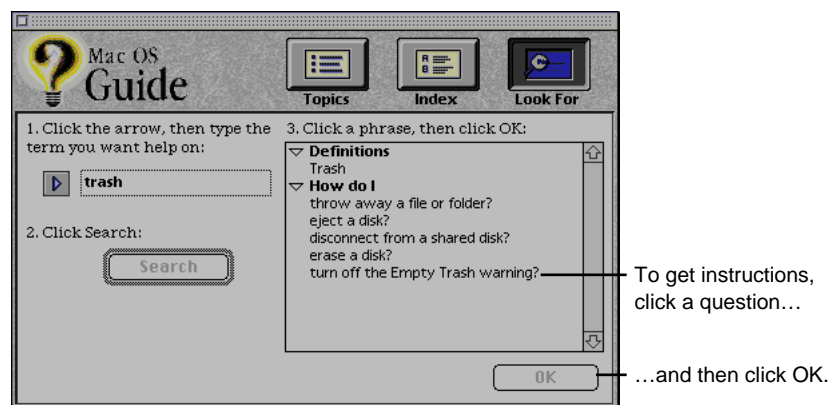 Mac OS
Guide
Topics
Index
Look For
1. Click the arrow, then type the
term you want help on:
trash
2. Click Search:
Search
3. Click a phrase, then click OK:
Definitions
Trash
How do I
throw away a file or folder?
eject a disk?
disconnect from a shared disk?
erase a disk?
turn off the Empty Trash warning?
OK
To get instructions,
click a question…
…and then click OK.